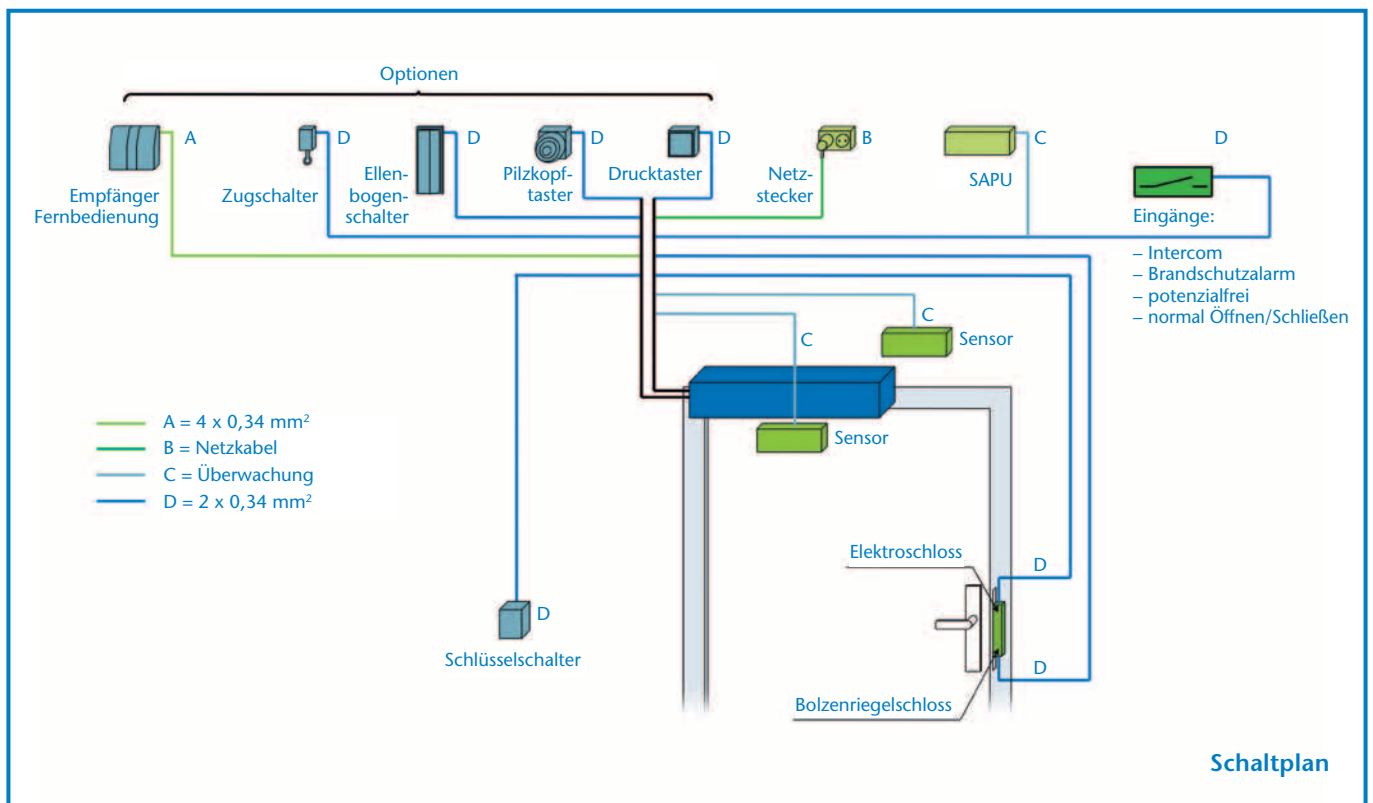 Optionen
A
D
D
D
D
B
C
D
Empfänger
Fernbedienung
Zugschalter
Ellen-
bogen-
schalter
Pilzkopf-
taster
Drucktaster
Netz-
stecker
SAPU
Eingänge:
– Intercom
– Brandschutzalarm
– potenzialfrei
– normal Öffnen/Schließen
C
Sensor
C
Sensor
A = 4 x 0,34 mm²
B = Netzkabel
C = Überwachung
D = 2 x 0,34 mm²
Elektroschloss
D
D
Schlüsselschalter
D
Bolzenriegelschloss
Schaltplan